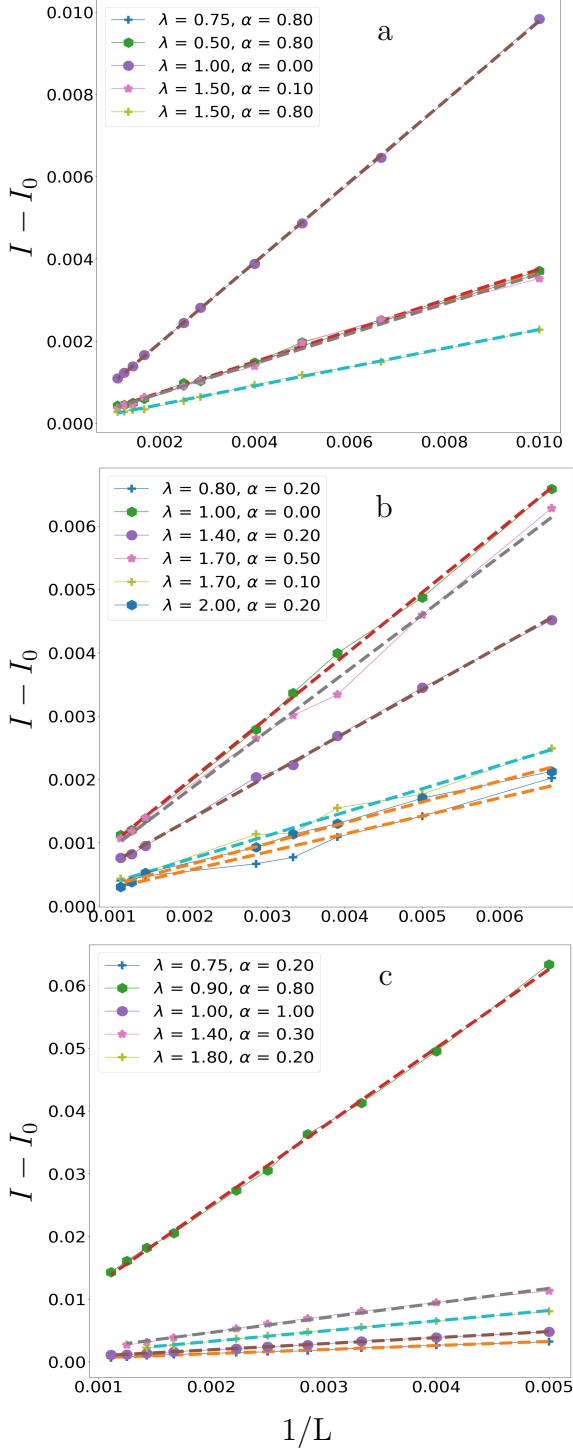 0.010
0.008
0.006
0.004
0.002
0.000
I − I₀
λ = 0.75, α = 0.80
λ = 0.50, α = 0.80
λ = 1.00, α = 0.00
λ = 1.50, α = 0.10
λ = 1.50, α = 0.80
a
0.002 0.004 0.006 0.008 0.010
0.006
0.005
0.004
0.003
0.002
0.001
0.000
I − I₀
λ = 0.80, α = 0.20
λ = 1.00, α = 0.00
λ = 1.40, α = 0.20
λ = 1.70, α = 0.50
λ = 1.70, α = 0.10
λ = 2.00, α = 0.20
b
0.001 0.002 0.003 0.004 0.005 0.006
0.06
0.05
0.04
0.03
0.02
0.01
0.00
I − I₀
λ = 0.75, α = 0.20
λ = 0.90, α = 0.80
λ = 1.00, α = 1.00
λ = 1.40, α = 0.30
λ = 1.80, α = 0.20
c
0.001 0.002 0.003 0.004 0.005
1/L